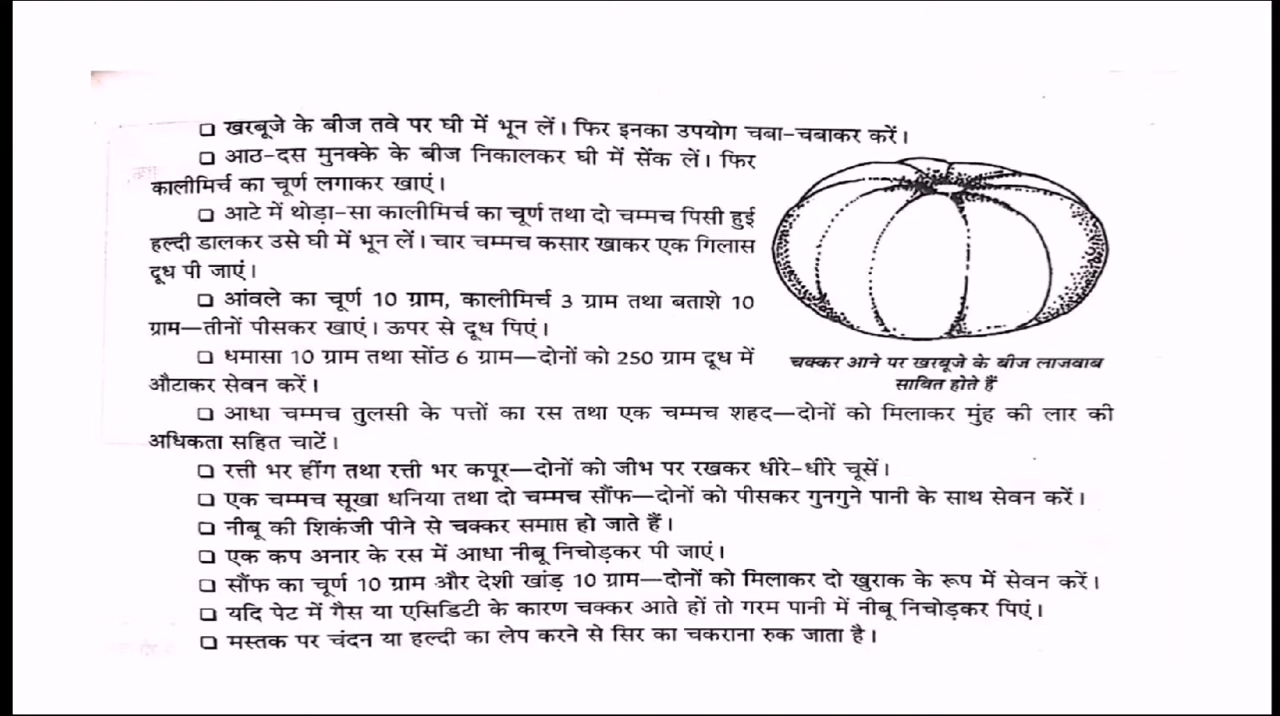 ❑ खरबूजे के बीज तवे पर घी में भून लें। फिर इनका उपयोग चबा-चबाकर करें।
❑ आठ-दस मुनक्के के बीज निकालकर घी में सेंक लें। फिर
कालीमिर्च का चूर्ण लगाकर खाएं।
❑ आटे में थोड़ा-सा कालीमिर्च का चूर्ण तथा दो चम्मच पिसी हुई
हल्दी डालकर उसे घी में भून लें। चार चम्मच कसार खाकर एक गिलास
दूध पी जाएं।
❑ आंवले का चूर्ण 10 ग्राम, कालीमिर्च 3 ग्राम तथा बताशे 10
ग्राम—तीनों पीसकर खाएं। ऊपर से दूध पिएं।
❑ धमासा 10 ग्राम तथा सोंठ 6 ग्राम—दोनों को 250 ग्राम दूध में
औटाकर सेवन करें।
चक्कर आने पर खरबूजे के बीज लाजवाब
साबित होते हैं
❑ आधा चम्मच तुलसी के पत्तों का रस तथा एक चम्मच शहद—दोनों को मिलाकर मुंह की लार की
अधिकता सहित चाटें।
❑ रत्ती भर हींग तथा रत्ती भर कपूर—दोनों को जीभ पर रखकर धीरे-धीरे चूसें।
❑ एक चम्मच सूखा धनिया तथा दो चम्मच सौंफ—दोनों को पीसकर गुनगुने पानी के साथ सेवन करें।
❑ नीबू की शिकंजी पीने से चक्कर समाप्त हो जाते हैं।
❑ एक कप अनार के रस में आधा नीबू निचोड़कर पी जाएं।
❑ सौंफ का चूर्ण 10 ग्राम और देशी खांड़ 10 ग्राम—दोनों को मिलाकर दो खुराक के रूप में सेवन करें।
❑ यदि पेट में गैस या एसिडिटी के कारण चक्कर आते हों तो गरम पानी में नीबू निचोड़कर पिएं।
❑ मस्तक पर चंदन या हल्दी का लेप करने से सिर का चकराना रुक जाता है।